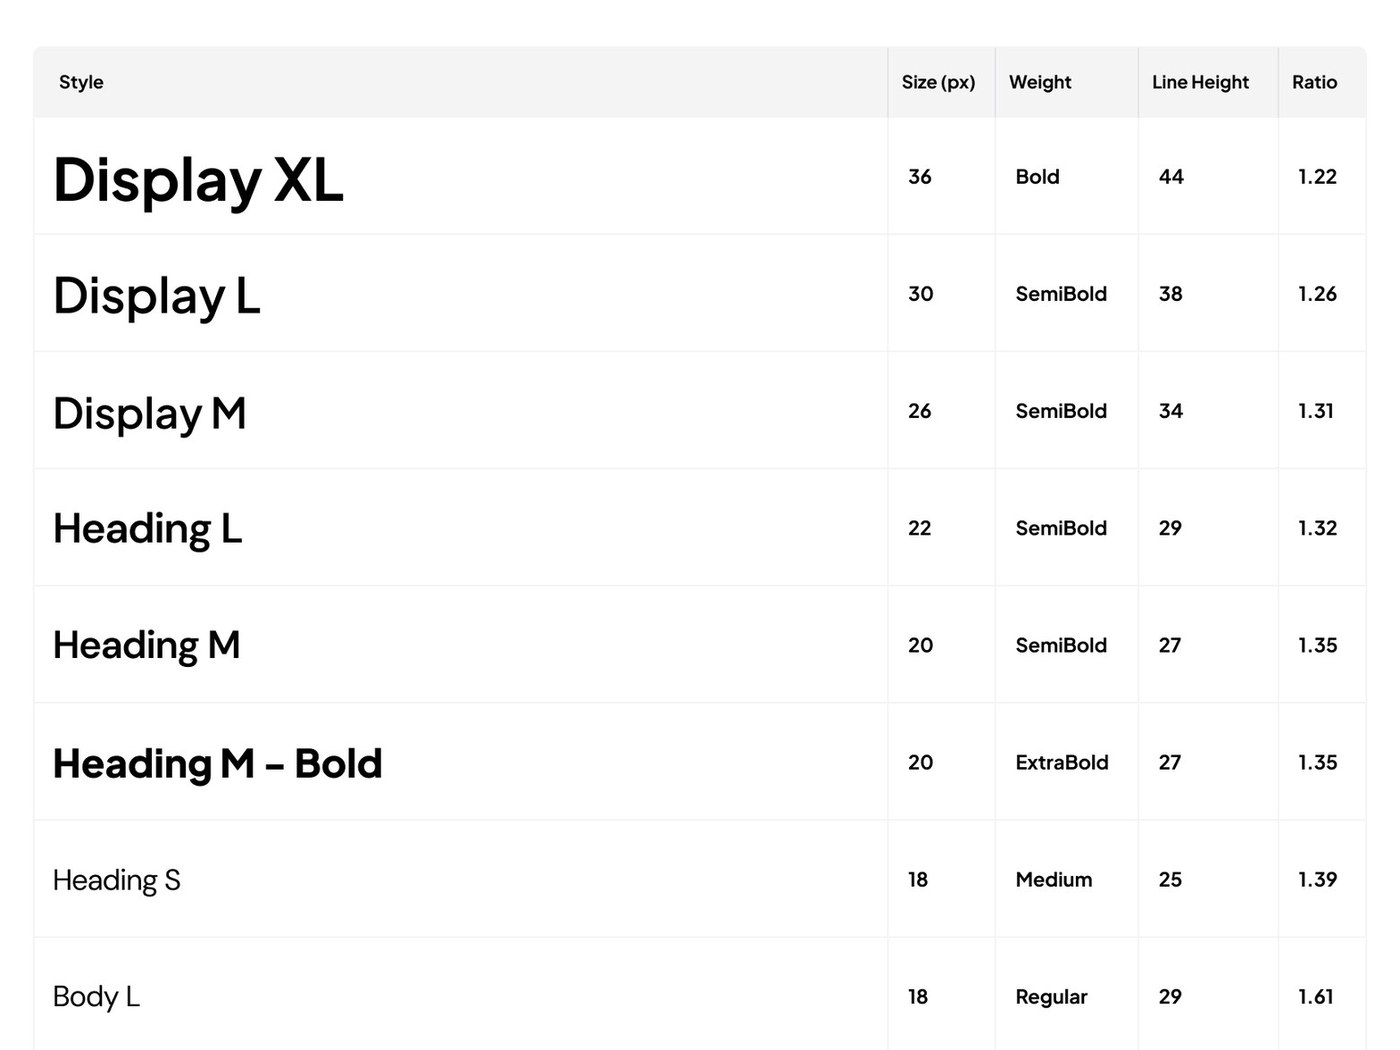 Style Size (px) Weight Line Height Ratio
Display XL 36 Bold 44 1.22
Display L 30 SemiBold 38 1.26
Display M 26 SemiBold 34 1.31
Heading L 22 SemiBold 29 1.32
Heading M 20 SemiBold 27 1.35
Heading M – Bold 20 ExtraBold 27 1.35
Heading S 18 Medium 25 1.39
Body L 18 Regular 29 1.61